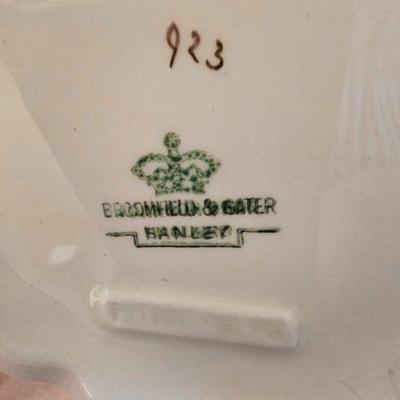 923
BROOMFIELD & GATER
HANLEY